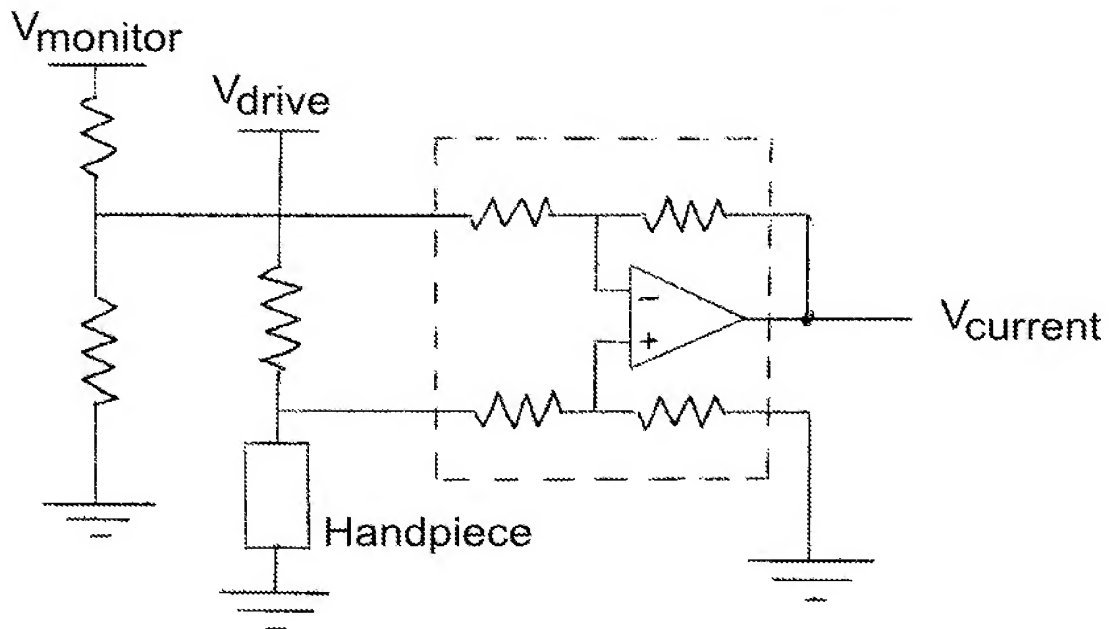 Vmonitor
Vdrive
−
+
Vcurrent
Handpiece